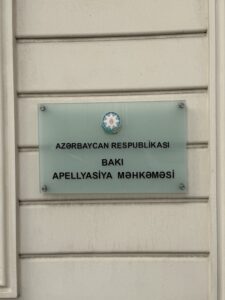 AZƏRBAYCAN RESPUBLİKASI
BAKI
APELLYASİYA MƏHKƏMƏSİ